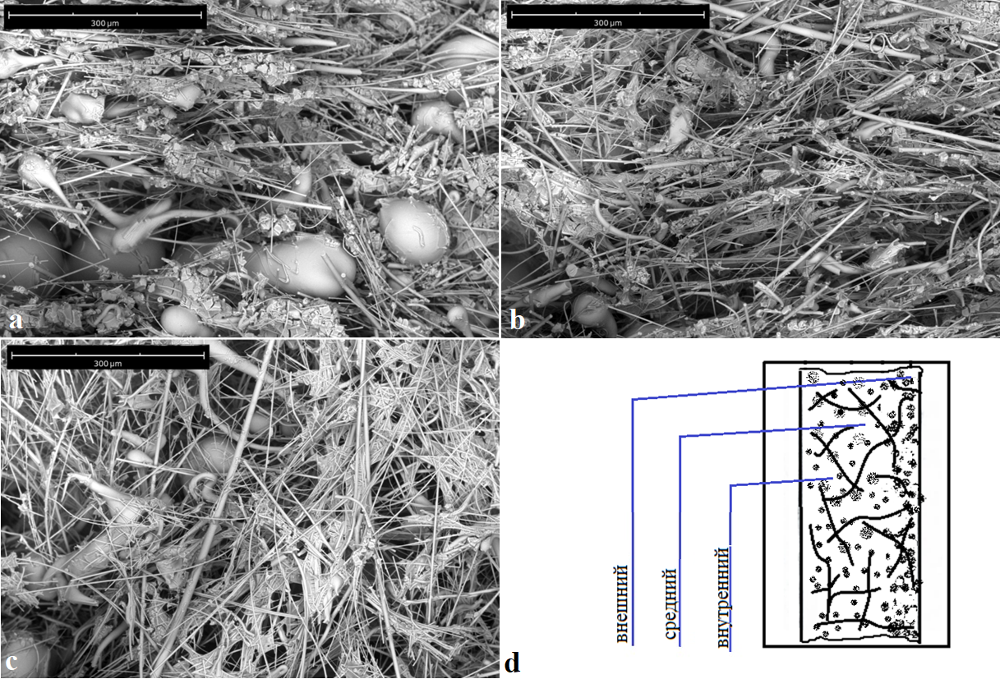 300 µm
300 µm
a
b
300 µm
внешний
средний
внутренний
c
d